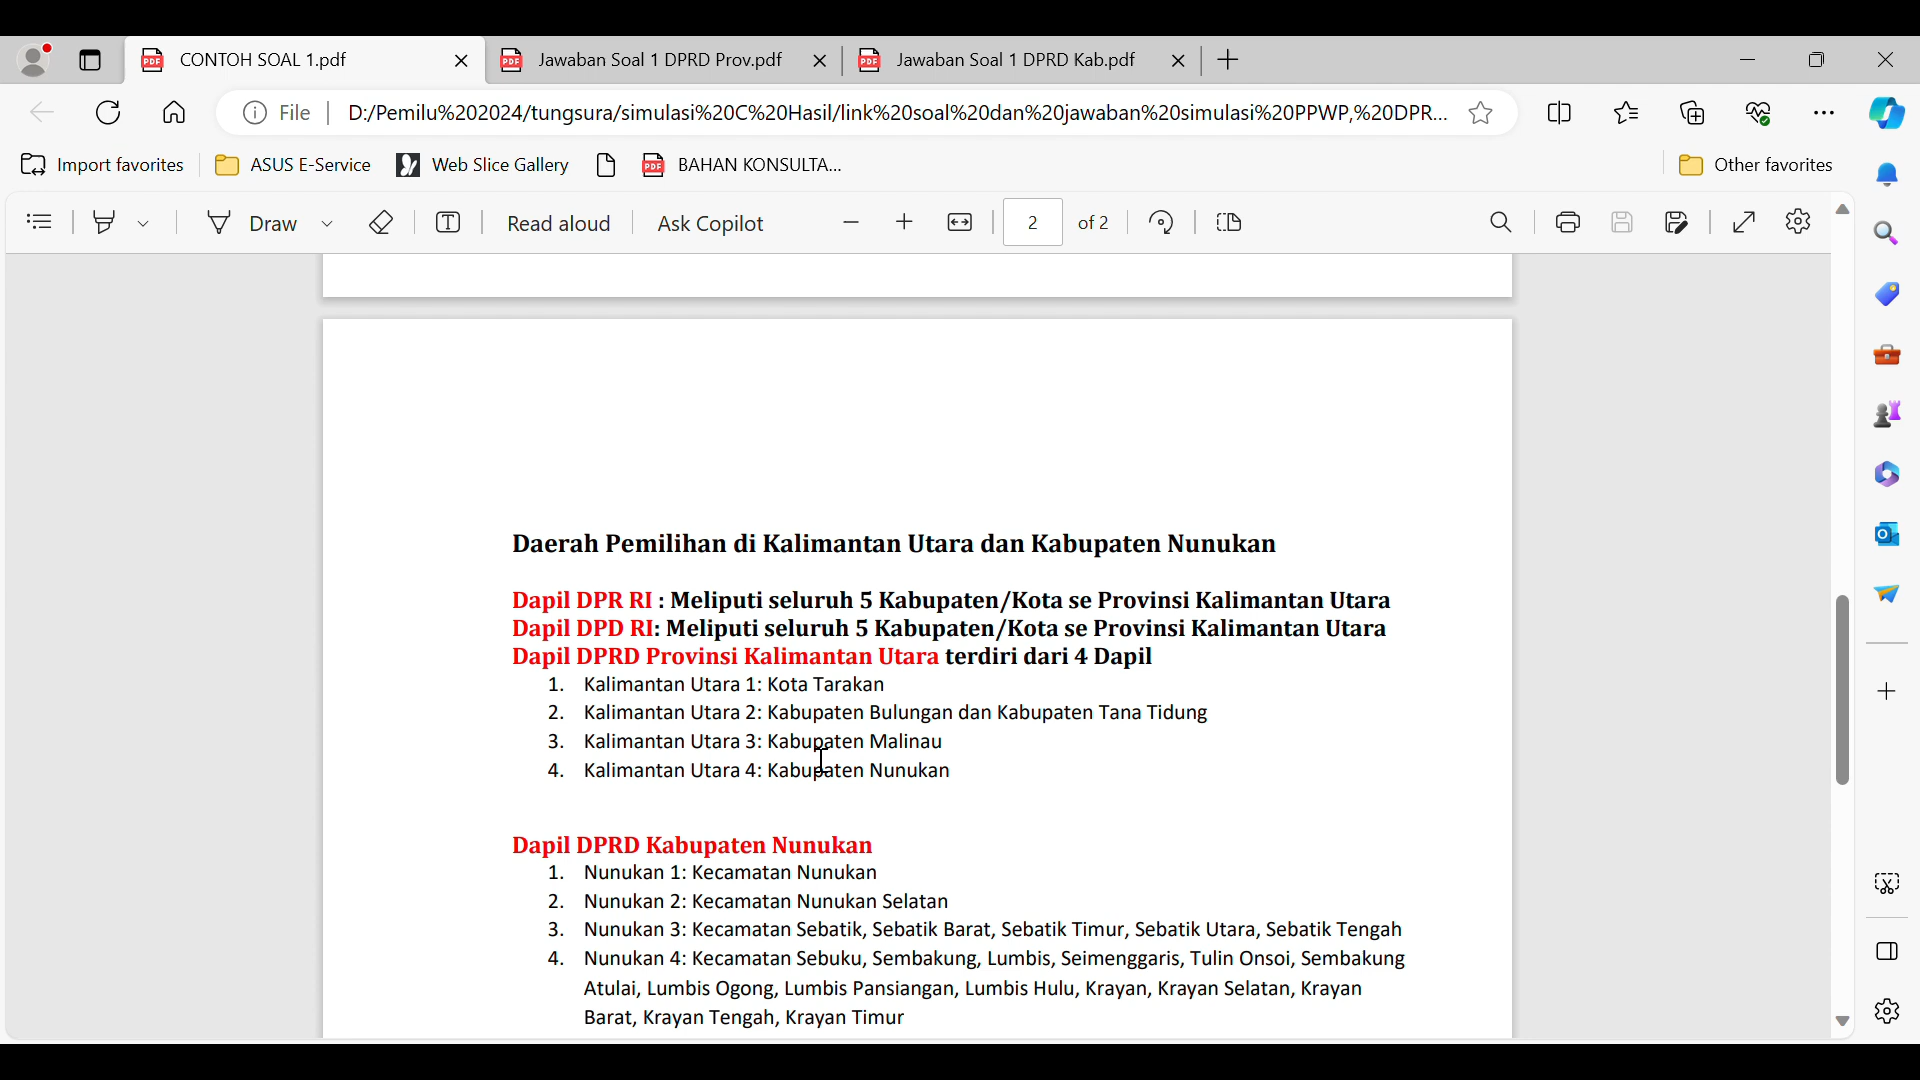 CONTOH SOAL 1.pdf
Jawaban Soal 1 DPRD Prov.pdf
Jawaban Soal 1 DPRD Kab.pdf
File
D:/Pemilu%202024/tungsura/simulasi%20C%20Hasil/link%20soal%20dan%20jawaban%20simulasi%20PPWP,%20DPR...
Import favorites
ASUS E-Service
Web Slice Gallery
BAHAN KONSULTA...
Other favorites
Draw
Read aloud
Ask Copilot
2
of 2
Daerah Pemilihan di Kalimantan Utara dan Kabupaten Nunukan
Dapil DPR RI : Meliputi seluruh 5 Kabupaten/Kota se Provinsi Kalimantan Utara
Dapil DPD RI: Meliputi seluruh 5 Kabupaten/Kota se Provinsi Kalimantan Utara
Dapil DPRD Provinsi Kalimantan Utara terdiri dari 4 Dapil
1. Kalimantan Utara 1: Kota Tarakan
2. Kalimantan Utara 2: Kabupaten Bulungan dan Kabupaten Tana Tidung
3. Kalimantan Utara 3: Kabupaten Malinau
4. Kalimantan Utara 4: Kabupaten Nunukan
Dapil DPRD Kabupaten Nunukan
1. Nunukan 1: Kecamatan Nunukan
2. Nunukan 2: Kecamatan Nunukan Selatan
3. Nunukan 3: Kecamatan Sebatik, Sebatik Barat, Sebatik Timur, Sebatik Utara, Sebatik Tengah
4. Nunukan 4: Kecamatan Sebuku, Sembakung, Lumbis, Seimenggaris, Tulin Onsoi, Sembakung
Atulai, Lumbis Ogong, Lumbis Pansiangan, Lumbis Hulu, Krayan, Krayan Selatan, Krayan
Barat, Krayan Tengah, Krayan Timur